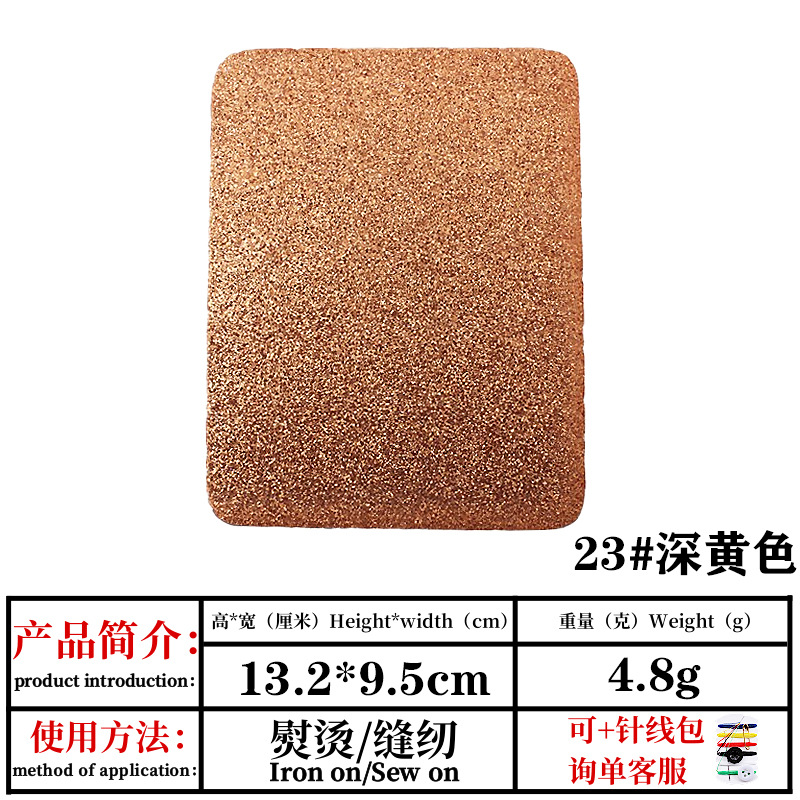 23#深黄色
产品简介:
product introduction:
高*宽（厘米）Height*width（cm）
重量（克）Weight（g）
13.2*9.5cm
4.8g
使用方法:
method of application:
熨烫/缝纫
Iron on/Sew on
可+针线包
询单客服